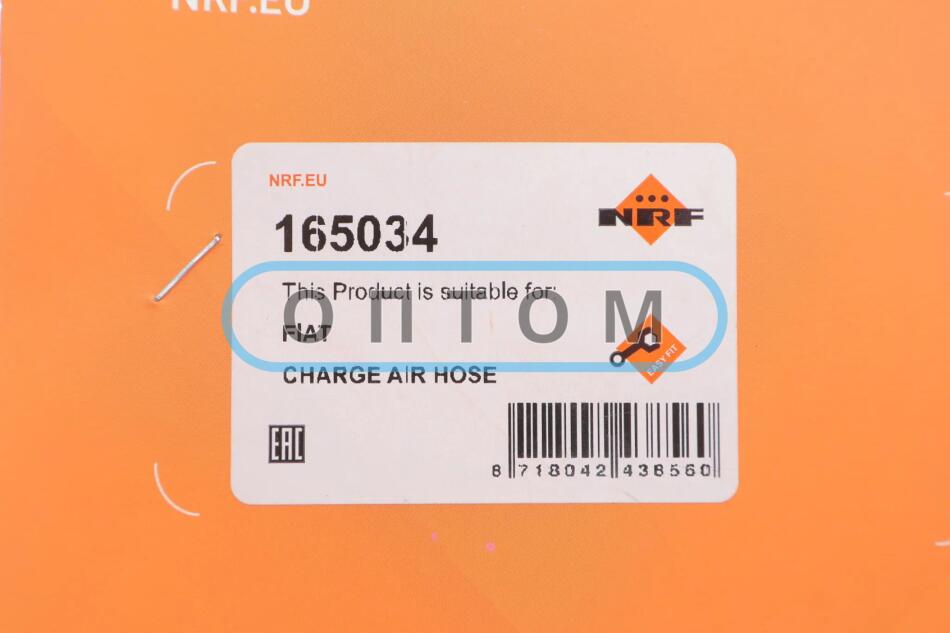 NRF.EU
NRF.EU
165034
NRF
This Product is suitable for:
ОПТОМ
FIAT
EASY FIT
CHARGE AIR HOSE
EAC
8 718042 436560